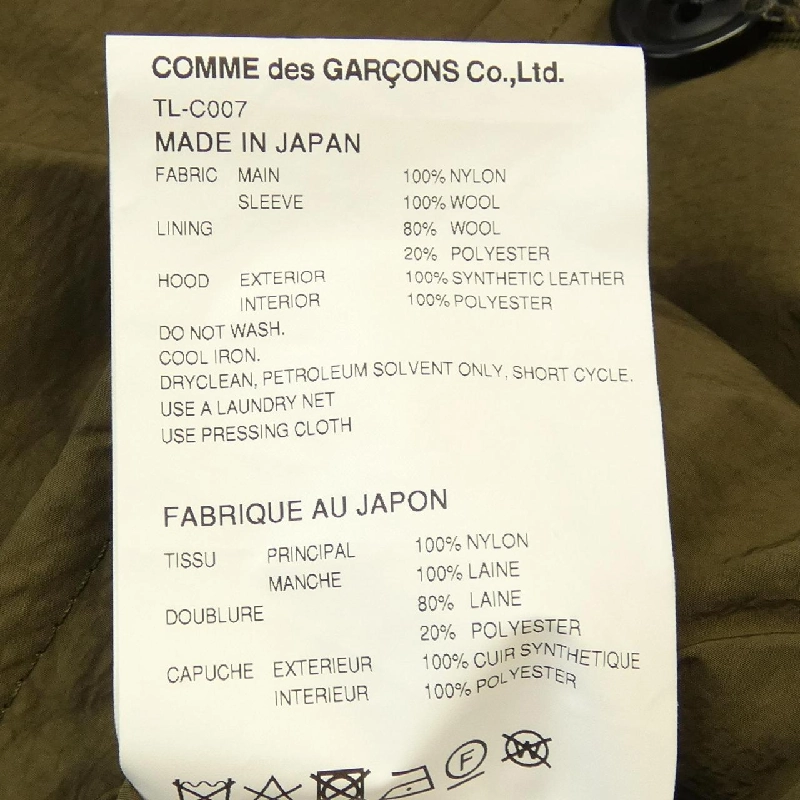 COMME des GARÇONS Co.,Ltd.
TL-C007
MADE IN JAPAN
FABRIC MAIN 100% NYLON
SLEEVE 100% WOOL
LINING 80% WOOL
20% POLYESTER
HOOD EXTERIOR 100% SYNTHETIC LEATHER
INTERIOR 100% POLYESTER
DO NOT WASH.
COOL IRON.
DRYCLEAN, PETROLEUM SOLVENT ONLY, SHORT CYCLE.
USE A LAUNDRY NET
USE PRESSING CLOTH
FABRIQUE AU JAPON
TISSU PRINCIPAL 100% NYLON
MANCHE 100% LAINE
DOUBLURE 80% LAINE
20% POLYESTER
CAPUCHE EXTERIEUR 100% CUIR SYNTHETIQUE
INTERIEUR 100% POLYESTER
F W